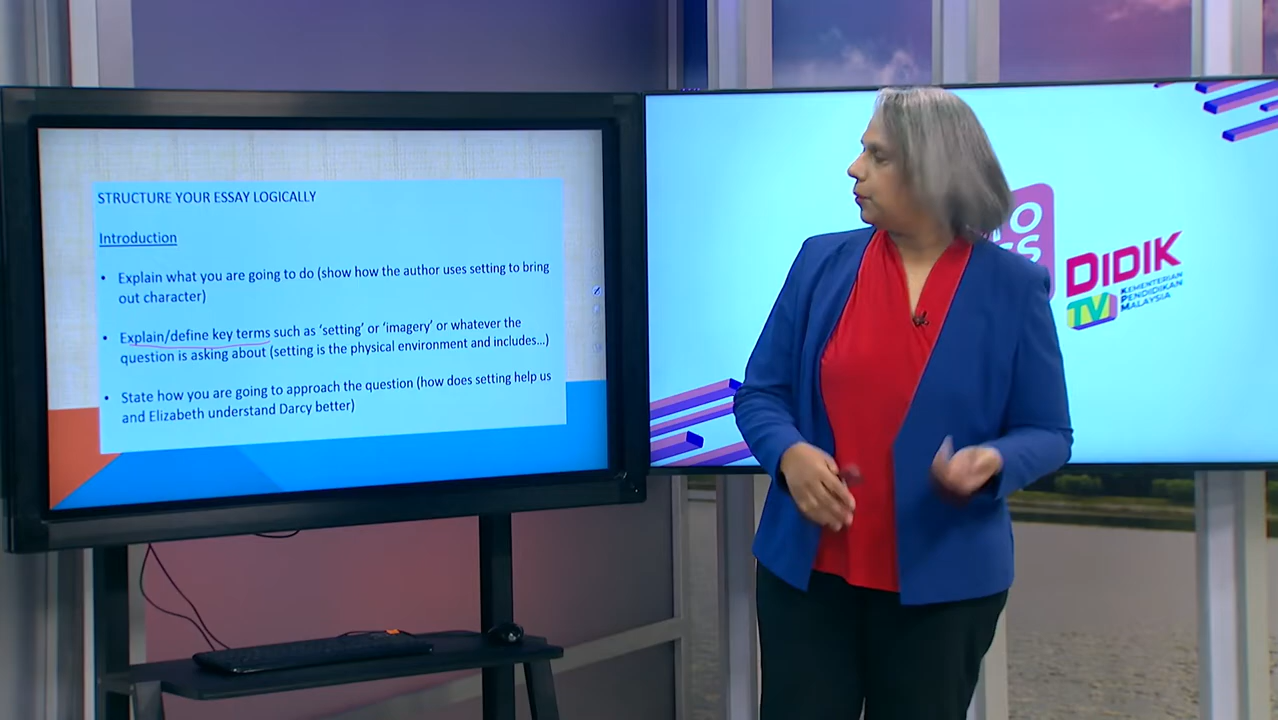 STRUCTURE YOUR ESSAY LOGICALLY
Introduction
• Explain what you are going to do (show how the author uses setting to bring
out character)
• Explain/define key terms such as ‘setting’ or ‘imagery’ or whatever the
question is asking about (setting is the physical environment and includes...)
• State how you are going to approach the question (how does setting help us
and Elizabeth understand Darcy better)
DIDIK
TV
KEMENTERIAN
PENDIDIKAN
MALAYSIA